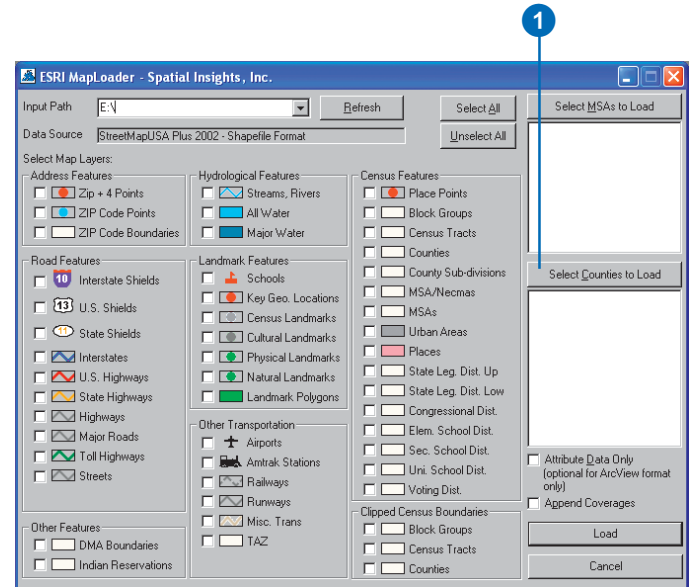 1
ESRI MapLoader - Spatial Insights, Inc.
Input Path
E:\
Refresh
Select All
Data Source
StreetMapUSA Plus 2002 - Shapefile Format
Unselect All
Select Map Layers:
Address Features
Zip + 4 Points
ZIP Code Points
ZIP Code Boundaries
Road Features
10 Interstate Shields
13 U.S. Shields
11 State Shields
Interstates
U.S. Highways
State Highways
Highways
Major Roads
Toll Highways
Streets
Other Features
DMA Boundaries
Indian Reservations
Hydrological Features
Streams, Rivers
All Water
Major Water
Landmark Features
Schools
Key Geo. Locations
Census Landmarks
Cultural Landmarks
Physical Landmarks
Natural Landmarks
Landmark Polygons
Other Transportation
Airports
Amtrak Stations
Railways
Runways
Misc. Trans
TAZ
Census Features
Place Points
Block Groups
Census Tracts
Counties
County Sub-divisions
MSA/Necmas
MSAs
Urban Areas
Places
State Leg. Dist. Up
State Leg. Dist. Low
Congressional Dist.
Elem. School Dist.
Sec. School Dist.
Uni. School Dist.
Voting Dist.
Clipped Census Boundaries
Block Groups
Census Tracts
Counties
Select MSAs to Load
Select Counties to Load
Attribute Data Only
(optional for ArcView format
only)
Append Coverages
Load
Cancel